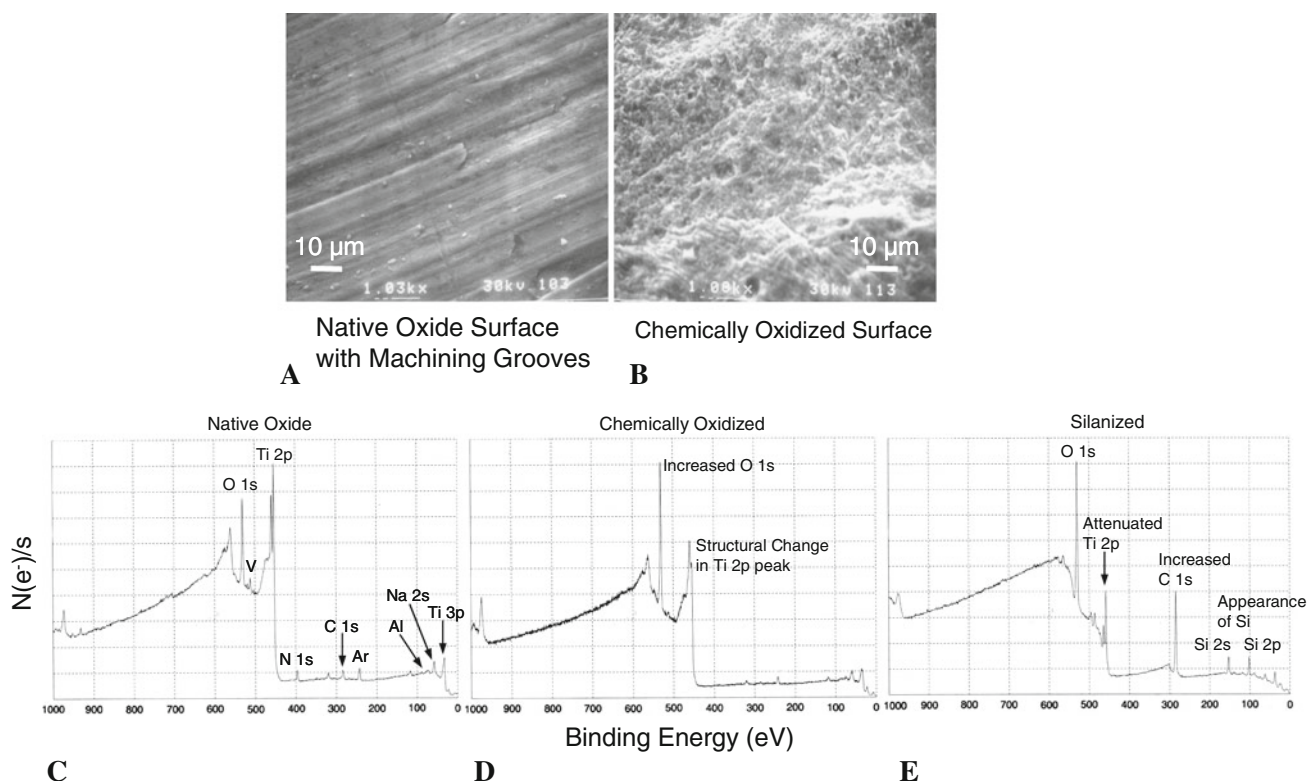 10 µm
1.03kx 30kv 103
10 µm
1.00kx 30kv 113
Native Oxide Surface
with Machining Grooves
Chemically Oxidized Surface
A
B
Native Oxide
Ti 2p
O 1s
V
Na 2s
Ti 3p
C 1s
Al
N 1s
Ar
1000 900 800 700 600 500 400 300 200 100 0
Chemically Oxidized
Increased O 1s
Structural Change
in Ti 2p peak
1000 900 800 700 600 500 400 300 200 100 0
Silanized
O 1s
Attenuated
Ti 2p
Increased
C 1s
Appearance
of Si
Si 2s Si 2p
1000 900 800 700 600 500 400 300 200 100 0
N(e⁻)/s
Binding Energy (eV)
C
D
E